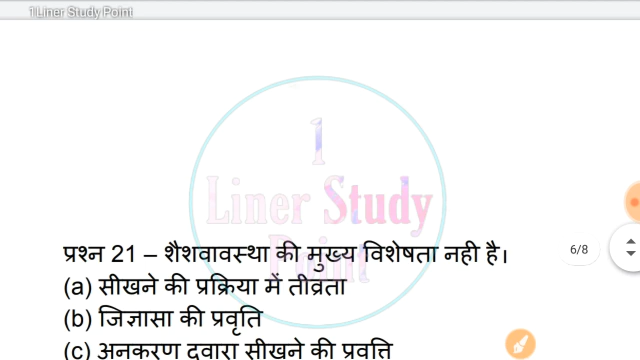 1Liner Study Point
1
Liner Study
Point
प्रश्न 21 – शैशवावस्था की मुख्य विशेषता नही है।
6/8
(a) सीखने की प्रक्रिया में तीव्रता
(b) जिज्ञासा की प्रवृति
(c) अनुकरण द्वारा सीखने की प्रवृत्ति